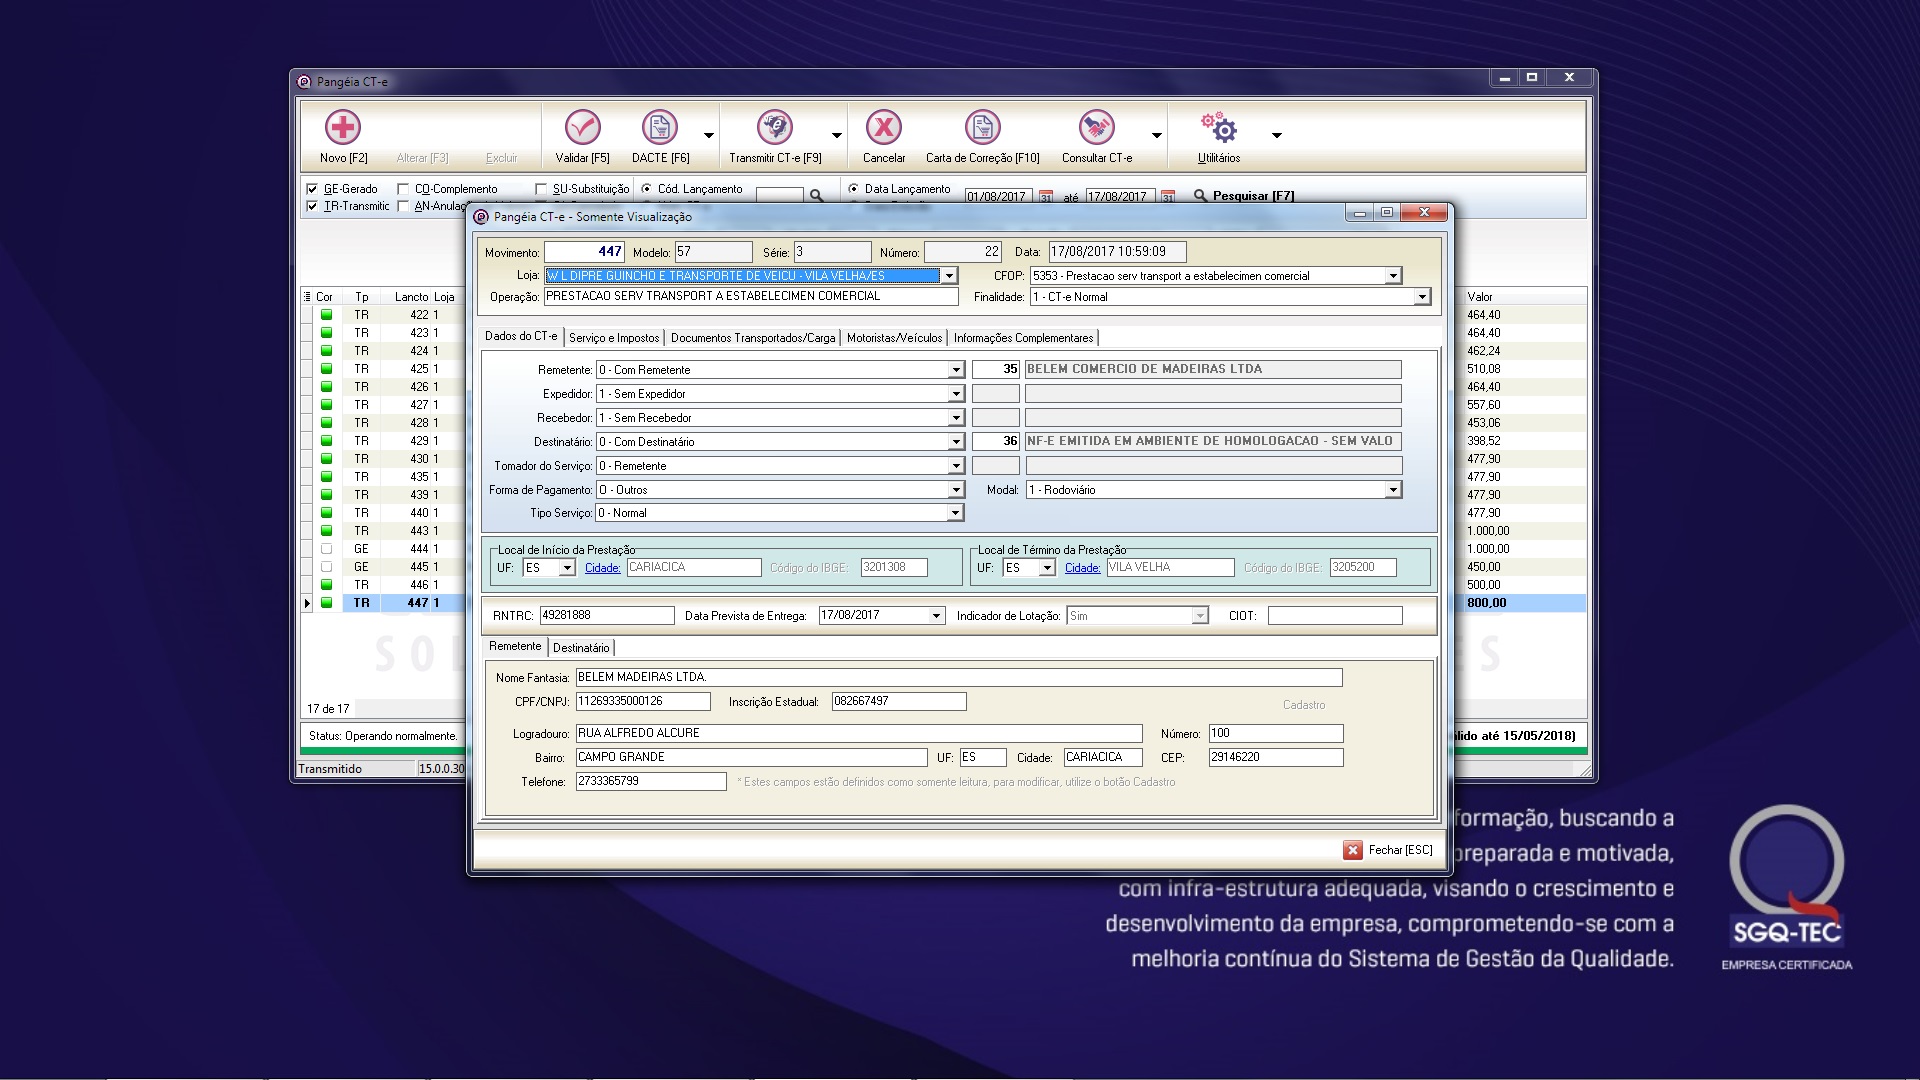 Pangéia CT-e
Novo [F2] Alterar [F3] Excluir Validar [F5] DACTE [F6] Transmitir CT-e [F9] Cancelar Carta de Correção [F10] Consultar CT-e Utilitários
GE-Gerado CO-Complemento SU-Substituição Cód. Lançamento Data Lançamento 01/08/2017 31 até 17/08/2017 31 Pesquisar [F7]
TR-Transmitic AN-Anulaç
Pangéia CT-e - Somente Visualização
Movimento: 447 Modelo: 57 Série: 3 Número: 22 Data: 17/08/2017 10:59:09
Loja: W L DIPRE GUINCHO E TRANSPORTE DE VEICU - VILA VELHA/ES CFOP: 5353 - Prestacao serv transport a estabelecimen comercial
Operação: PRESTACAO SERV TRANSPORT A ESTABELECIMEN COMERCIAL Finalidade: 1 - CT-e Normal
Dados do CT-e Serviço e Impostos Documentos Transportados/Carga Motoristas/Veículos Informações Complementares
Remetente: 0 - Com Remetente 35 BELEM COMERCIO DE MADEIRAS LTDA
Expedidor: 1 - Sem Expedidor
Recebedor: 1 - Sem Recebedor
Destinatário: 0 - Com Destinatário 36 NF-E EMITIDA EM AMBIENTE DE HOMOLOGACAO - SEM VALO
Tomador do Serviço: 0 - Remetente
Forma de Pagamento: O - Outros Modal: 1 - Rodoviário
Tipo Serviço: 0 - Normal
Local de Início da Prestação
UF: ES Cidade: CARIACICA Código do IBGE: 3201308
Local de Término da Prestação
UF: ES Cidade: VILA VELHA Código do IBGE: 3205200
RNTRC: 49281888 Data Prevista de Entrega: 17/08/2017 Indicador de Lotação: Sim CIOT:
Remetente Destinatário
Nome Fantasia: BELEM MADEIRAS LTDA.
CPF/CNPJ: 11269335000126 Inscrição Estadual: 082667497 Cadastro
Logradouro: RUA ALFREDO ALCURE Número: 100
Bairro: CAMPO GRANDE UF: ES Cidade: CARIACICA CEP: 29146220
Telefone: 2733365799 * Estes campos estão definidos como somente leitura, para modificar, utilize o botão Cadastro
Fechar [ESC]
Cor Tp Lancto Loja Valor
TR 422 1 464,40
TR 423 1 464,40
TR 424 1 462,24
TR 425 1 510,08
TR 426 1 464,40
TR 427 1 557,60
TR 428 1 453,06
TR 429 1 398,52
TR 430 1 477,90
TR 435 1 477,90
TR 439 1 477,90
TR 440 1 477,90
TR 443 1 1.000,00
GE 444 1 1.000,00
GE 445 1 450,00
TR 446 1 500,00
TR 447 1 800,00
SOL ES
17 de 17
Status: Operando normalmente. lido até 15/05/2018)
Transmitido 15.0.0.30
formação, buscando a
preparada e motivada,
com infra-estrutura adequada, visando o crescimento e
desenvolvimento da empresa, comprometendo-se com a
melhoria contínua do Sistema de Gestão da Qualidade.
SGQ-TEC
EMPRESA CERTIFICADA